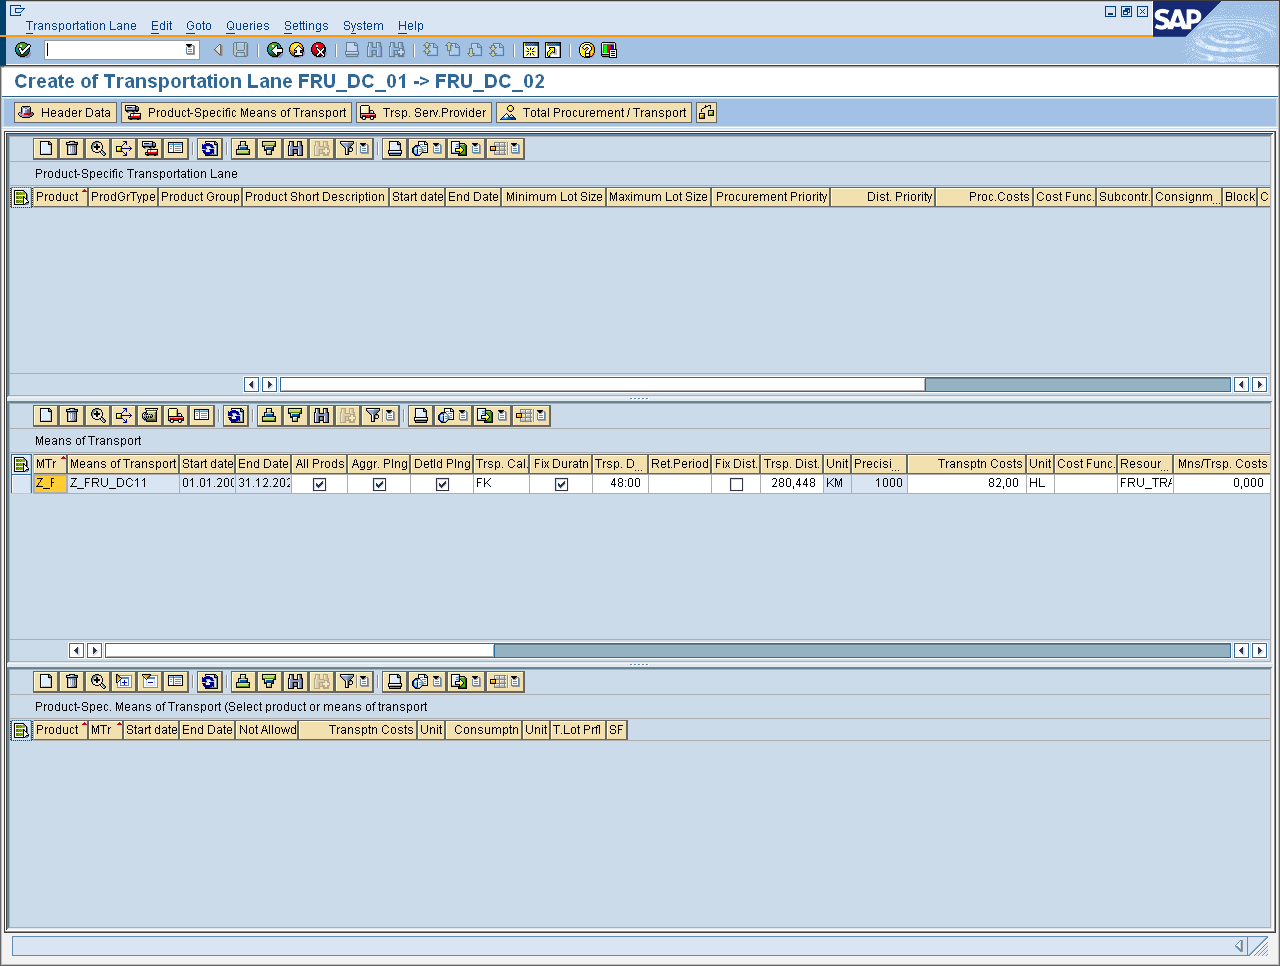 Transportation Lane Edit Goto Queries Settings System Help
SAP
Create of Transportation Lane FRU_DC_01 -> FRU_DC_02
Header Data Product-Specific Means of Transport Trsp. Serv.Provider Total Procurement / Transport
Product-Specific Transportation Lane
Product ProdGrType Product Group Product Short Description Start date End Date Minimum Lot Size Maximum Lot Size Procurement Priority Dist. Priority Proc.Costs Cost Func. Subcontr. Consignm... Block C
Means of Transport
MTr Means of Transport Start date End Date All Prods Aggr. Plng Detld Plng Trsp. Cal. Fix Duratn Trsp. D... Ret.Period Fix Dist. Trsp. Dist. Unit Precisi... Transptn Costs Unit Cost Func. Resour... Mns/Trsp. Costs
Z_F Z_FRU_DC11 01.01.200 31.12.202 FK 48:00 280,448 KM 1000 82,00 HL FRU_TRA 0,000
Product-Spec. Means of Transport (Select product or means of transport
Product MTr Start date End Date Not Allowd Transptn Costs Unit Consumptn Unit T.Lot Prfl SF